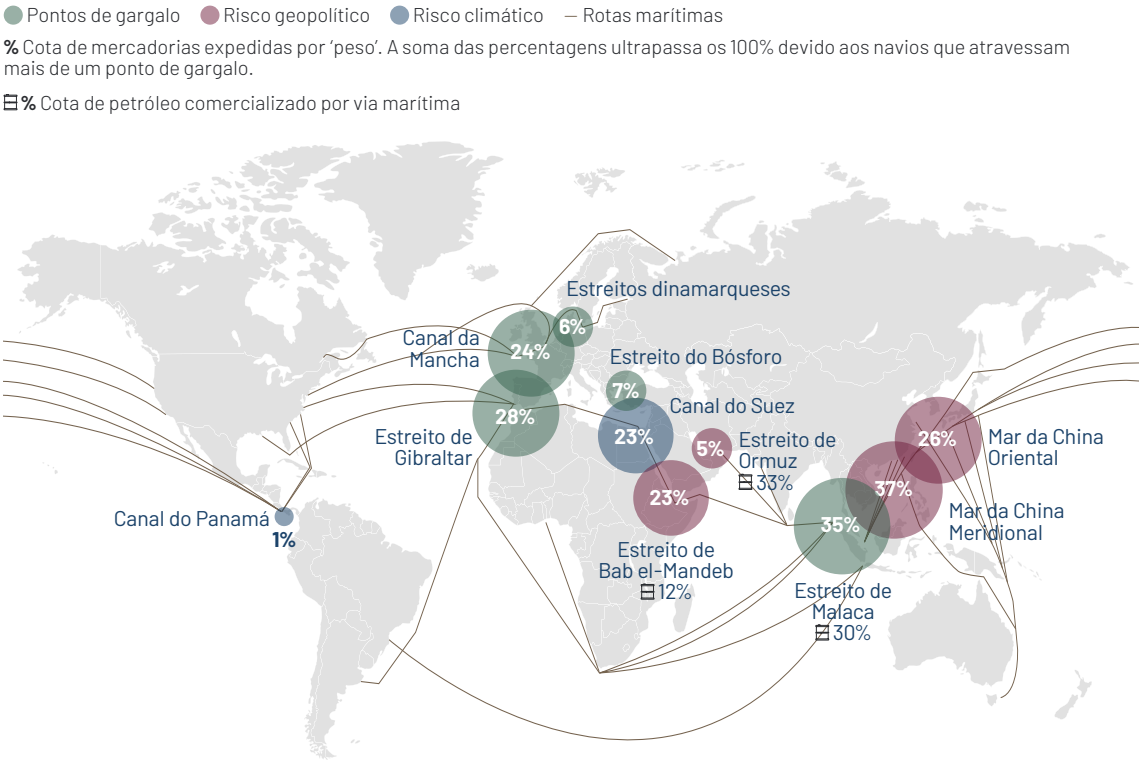 Pontos de gargalo Risco geopolítico Risco climático Rotas marítimas
% Cota de mercadorias expedidas por ‘peso’. A soma das percentagens ultrapassa os 100% devido aos navios que atravessam
mais de um ponto de gargalo.
% Cota de petróleo comercializado por via marítima
Estreitos dinamarqueses
6%
Canal da
Mancha
24%
Estreito do Bósforo
7%
Canal do Suez
28%
Estreito de
Gibraltar
23%
5%
Estreito de
Ormuz
33%
26%
Mar da China
Oriental
37%
Mar da China
Meridional
23%
Estreito de
Bab el-Mandeb
12%
35%
Estreito de
Malaca
30%
Canal do Panamá
1%